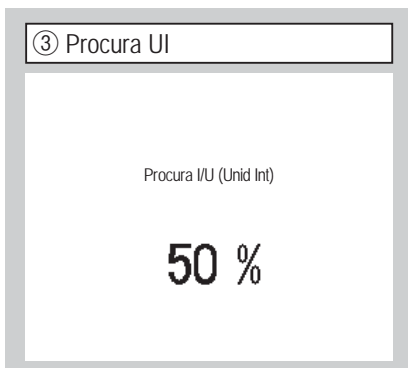 ③ Procura UI
Procura I/U (Unid Int)
50 %